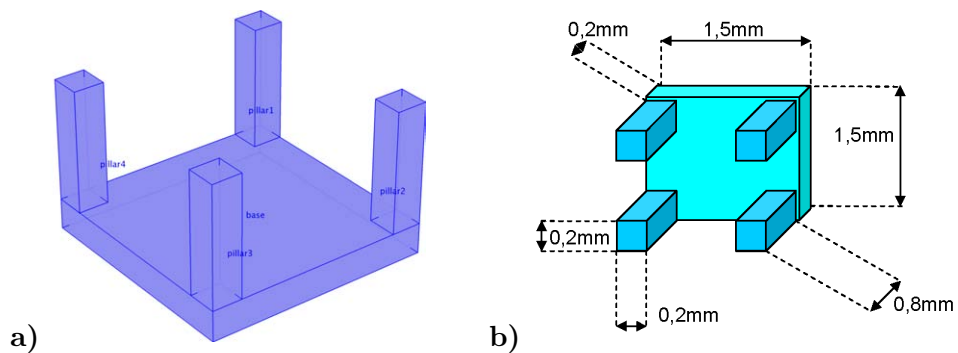 pillar1
pillar4
pillar2
base
pillar3
a)
0,2mm
1,5mm
1,5mm
0,2mm
0,2mm
0,8mm
b)